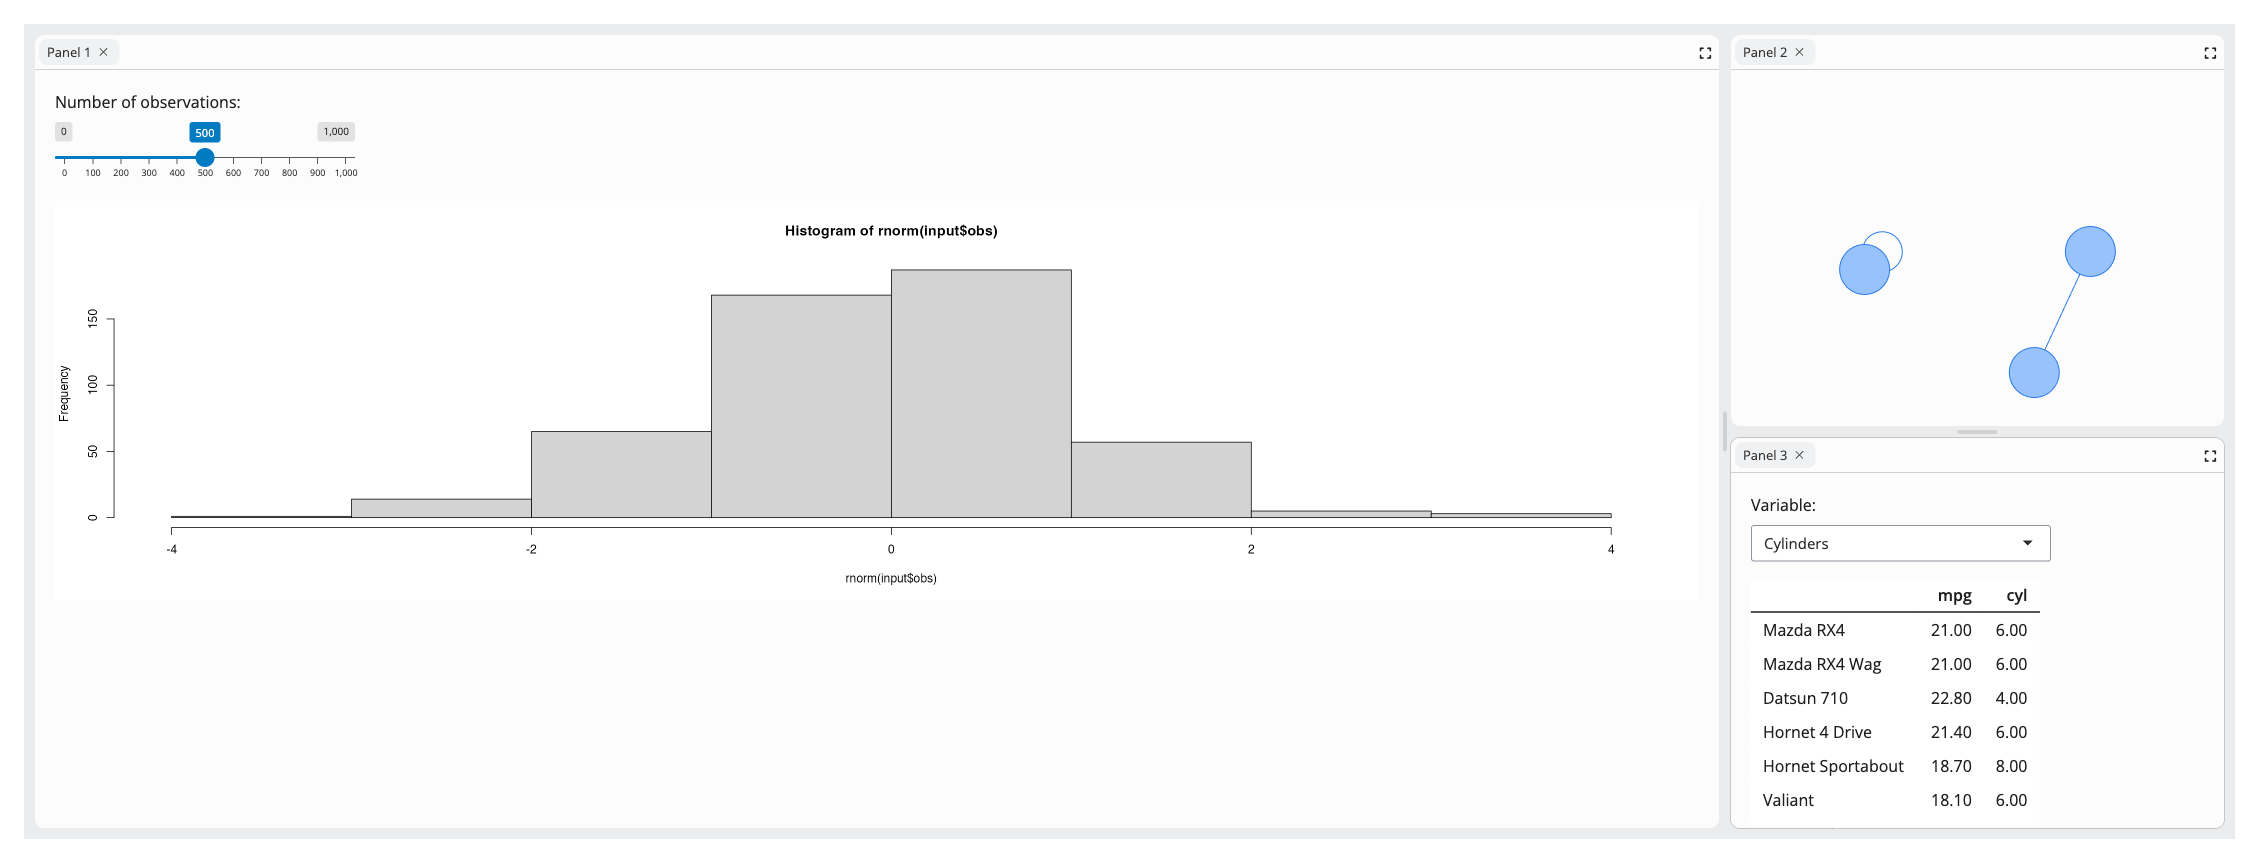 Panel 1
Number of observations:
0 500 1,000
0 100 200 300 400 500 600 700 800 900 1,000
Histogram of rnorm(input$obs)
Frequency
150
100
50
0
-4 -2 0 2 4
rnorm(input$obs)
Panel 2
Panel 3
Variable:
Cylinders
mpg cyl
Mazda RX4 21.00 6.00
Mazda RX4 Wag 21.00 6.00
Datsun 710 22.80 4.00
Hornet 4 Drive 21.40 6.00
Hornet Sportabout 18.70 8.00
Valiant 18.10 6.00